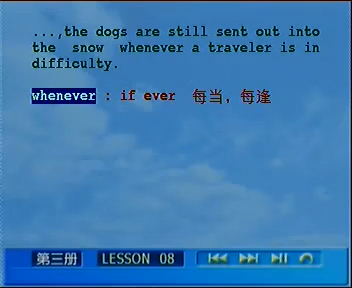 ...,the dogs are still sent out into
the snow whenever a traveler is in
difficulty.
whenever : if ever 每当，每逢
第三册 LESSON 08